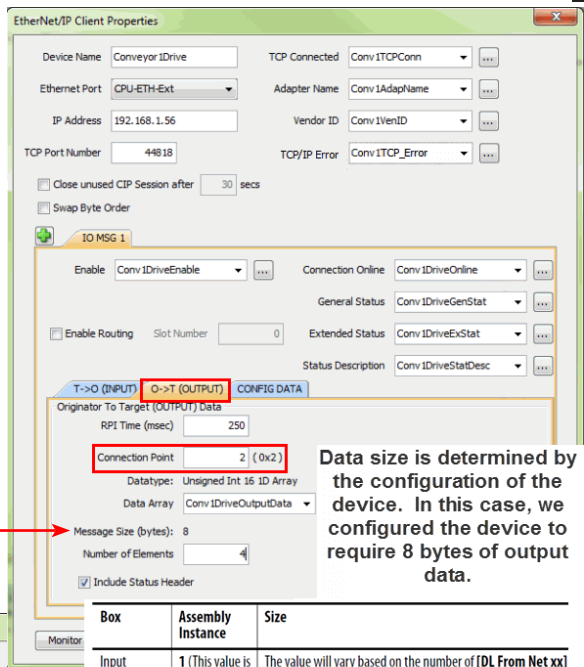 EtherNet/IP Client Properties
Device Name Conveyor1Drive TCP Connected Conv1TCPConn ...
Ethernet Port CPU-ETH-Ext Adapter Name Conv1AdapName ...
IP Address 192.168.1.56 Vendor ID Conv1VenID ...
TCP Port Number 44818 TCP/IP Error Conv1TCP_Error ...
Close unused CIP Session after 30 secs
Swap Byte Order
IO MSG 1
Enable Conv1DriveEnable ... Connection Online Conv1DriveOnline ...
General Status Conv1DriveGenStat ...
Enable Routing Slot Number 0 Extended Status Conv1DriveExStat ...
Status Description Conv1DriveStatDesc ...
T->O (INPUT) O->T (OUTPUT) CONFIG DATA
Originator To Target (OUTPUT) Data
RPI Time (msec) 250
Connection Point 2 (0x2)
Datatype: Unsigned Int 16 1D Array
Data Array Conv1DriveOutputData
Message Size (bytes): 8
Number of Elements 4
Include Status Header
Data size is determined by
the configuration of the
device. In this case, we
configured the device to
require 8 bytes of output
data.
Monitor
Box Assembly Instance Size
Input 1 (This value is The value will vary based on the number of [DL From Net xx]